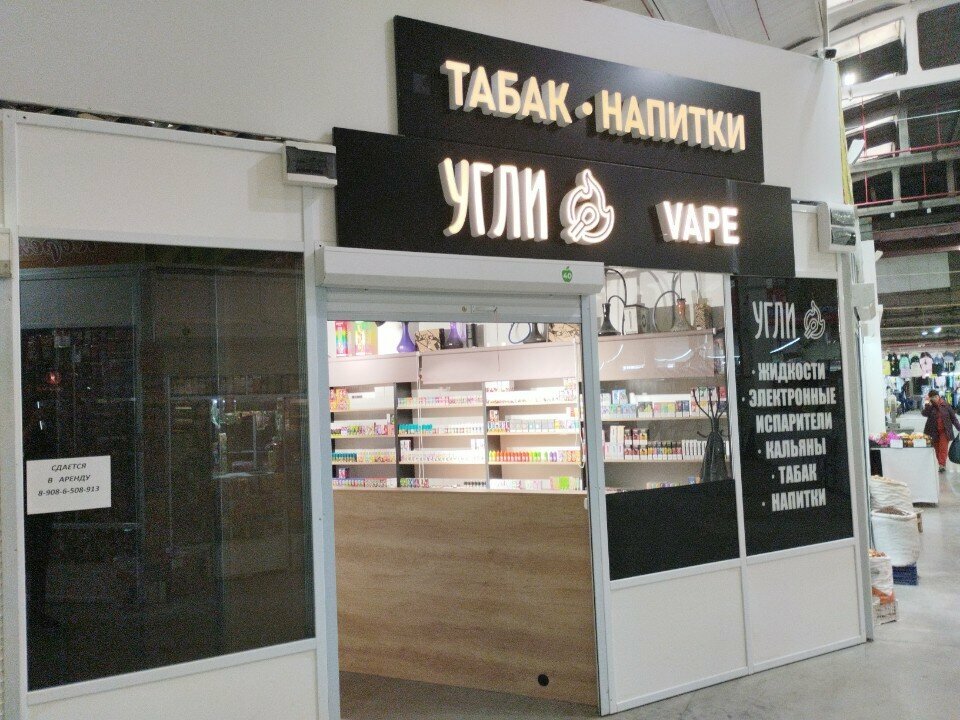 ТАБАК • НАПИТКИ
УГЛИ VAPE
УГЛИ
• ЖИДКОСТИ
• ЭЛЕКТРОННЫЕ
ИСПАРИТЕЛИ
• КАЛЬЯНЫ
• ТАБАК
• НАПИТКИ
СДАЕТСЯ
В АРЕНДУ
8-908-6-508-913